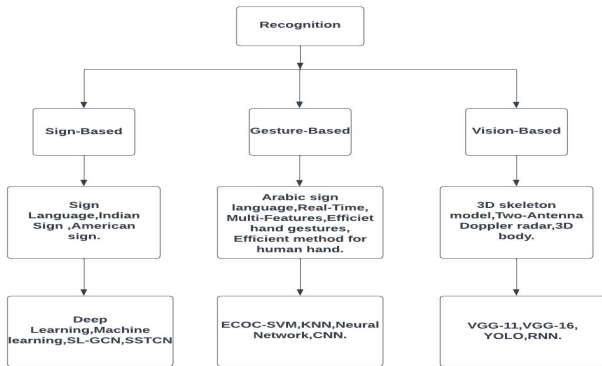 Recognition
Sign-Based
Gesture-Based
Vision-Based
Sign
Language,Indian
Sign ,American
sign.
Arabic sign
language,Real-Time,
Multi-Features,Efficiet
hand gestures,
Efficient method for
human hand.
3D skeleton
model,Two-Antenna
Doppler radar,3D
body.
Deep
Learning,Machine
learning,SL-GCN,SSTCN
ECOC-SVM,KNN,Neural
Network,CNN.
VGG-11,VGG-16,
YOLO,RNN.